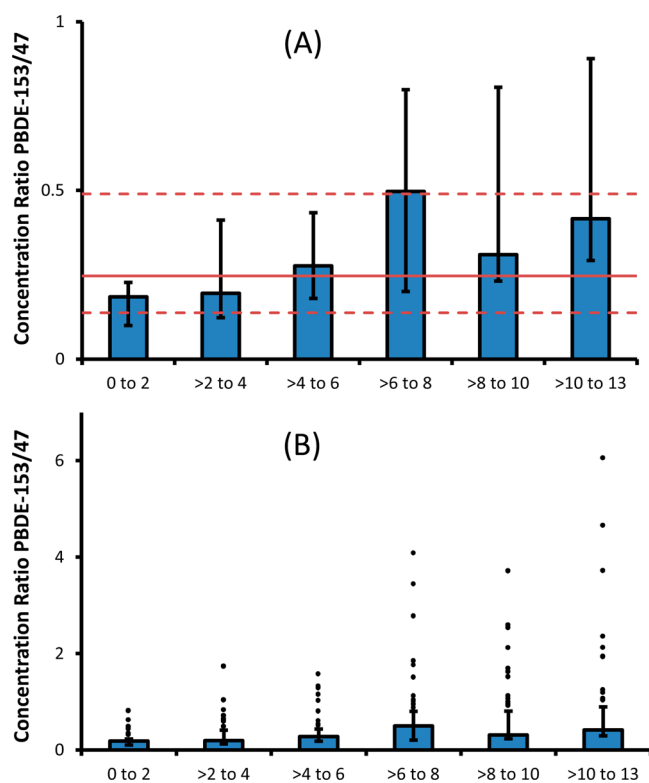 (A)
Concentration Ratio PBDE-153/47
1
0.5
0
0 to 2 >2 to 4 >4 to 6 >6 to 8 >8 to 10 >10 to 13
(B)
Concentration Ratio PBDE-153/47
6
4
2
0
0 to 2 >2 to 4 >4 to 6 >6 to 8 >8 to 10 >10 to 13